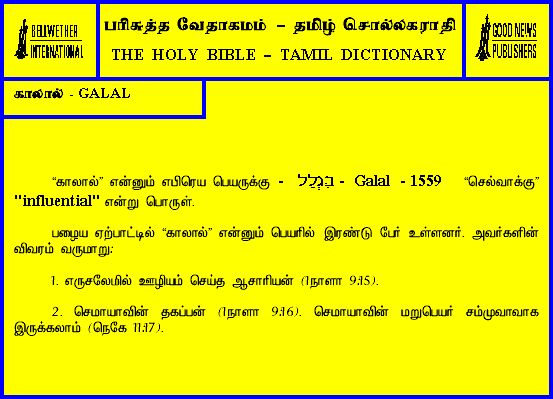 BELLWETHER
INTERNATIONAL
பரிசுத்த வேதாகமம் – தமிழ் சொல்லகராதி
THE HOLY BIBLE – TAMIL DICTIONARY
GOOD NEWS
PUBLISHERS
காலால் - GALAL
“காலால்” என்னும் எபிரெய பெயருக்கு - בִּגְלַל - Galal - 1559 “செல்வாக்கு”
"influential" என்று பொருள்.
பழைய ஏற்பாட்டில் “காலால்” என்னும் பெயரில் இரண்டு பேர் உள்ளனர். அவர்களின்
விவரம் வருமாறு:
1. எருசலேமில் ஊழியம் செய்த ஆசாரியன் (1நாளா 9:15).
2. செமாயாவின் தகப்பன் (1நாளா 9:16). செமாயாவின் மறுபெயர் சம்முவாவாக
இருக்கலாம் (நெகே 11:17).